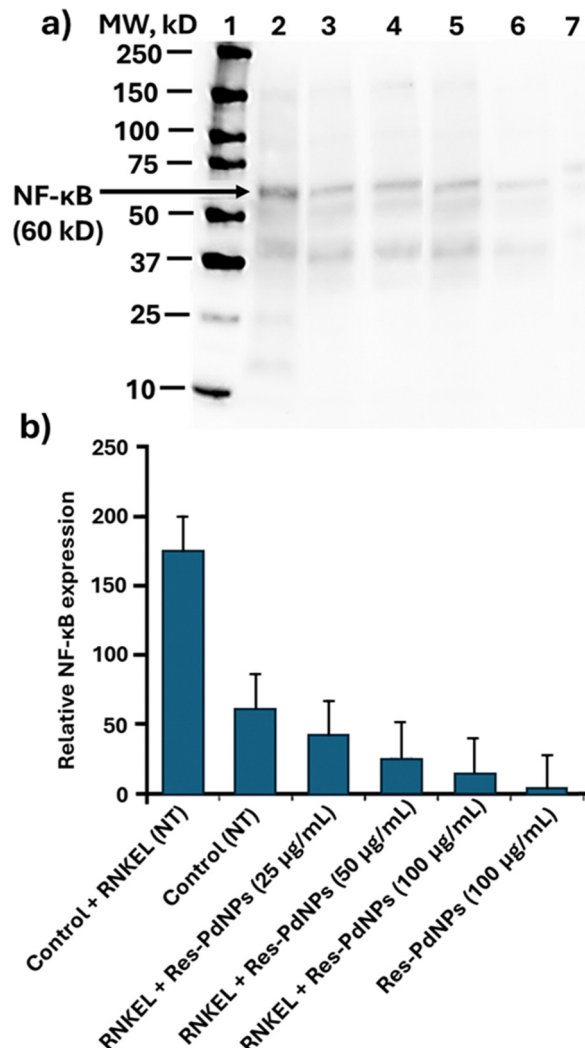 a) MW, kD 1 2 3 4 5 6 7
250
150
100
75
NF-κB
(60 kD)
50
37
25
10
b)
250
200
150
100
50
0
Relative NF-κB expression
Control + RNKEL (NT)
Control (NT)
RNKEL + Res-PdNPs (25 µg/mL)
RNKEL + Res-PdNPs (50 µg/mL)
RNKEL + Res-PdNPs (100 µg/mL)
Res-PdNPs (100 µg/mL)